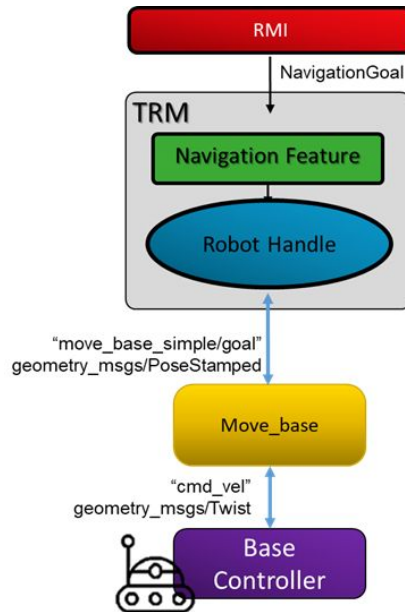 RMI
NavigationGoal
TRM
Navigation Feature
Robot Handle
“move_base_simple/goal”
geometry_msgs/PoseStamped
Move_base
“cmd_vel”
geometry_msgs/Twist
Base
Controller